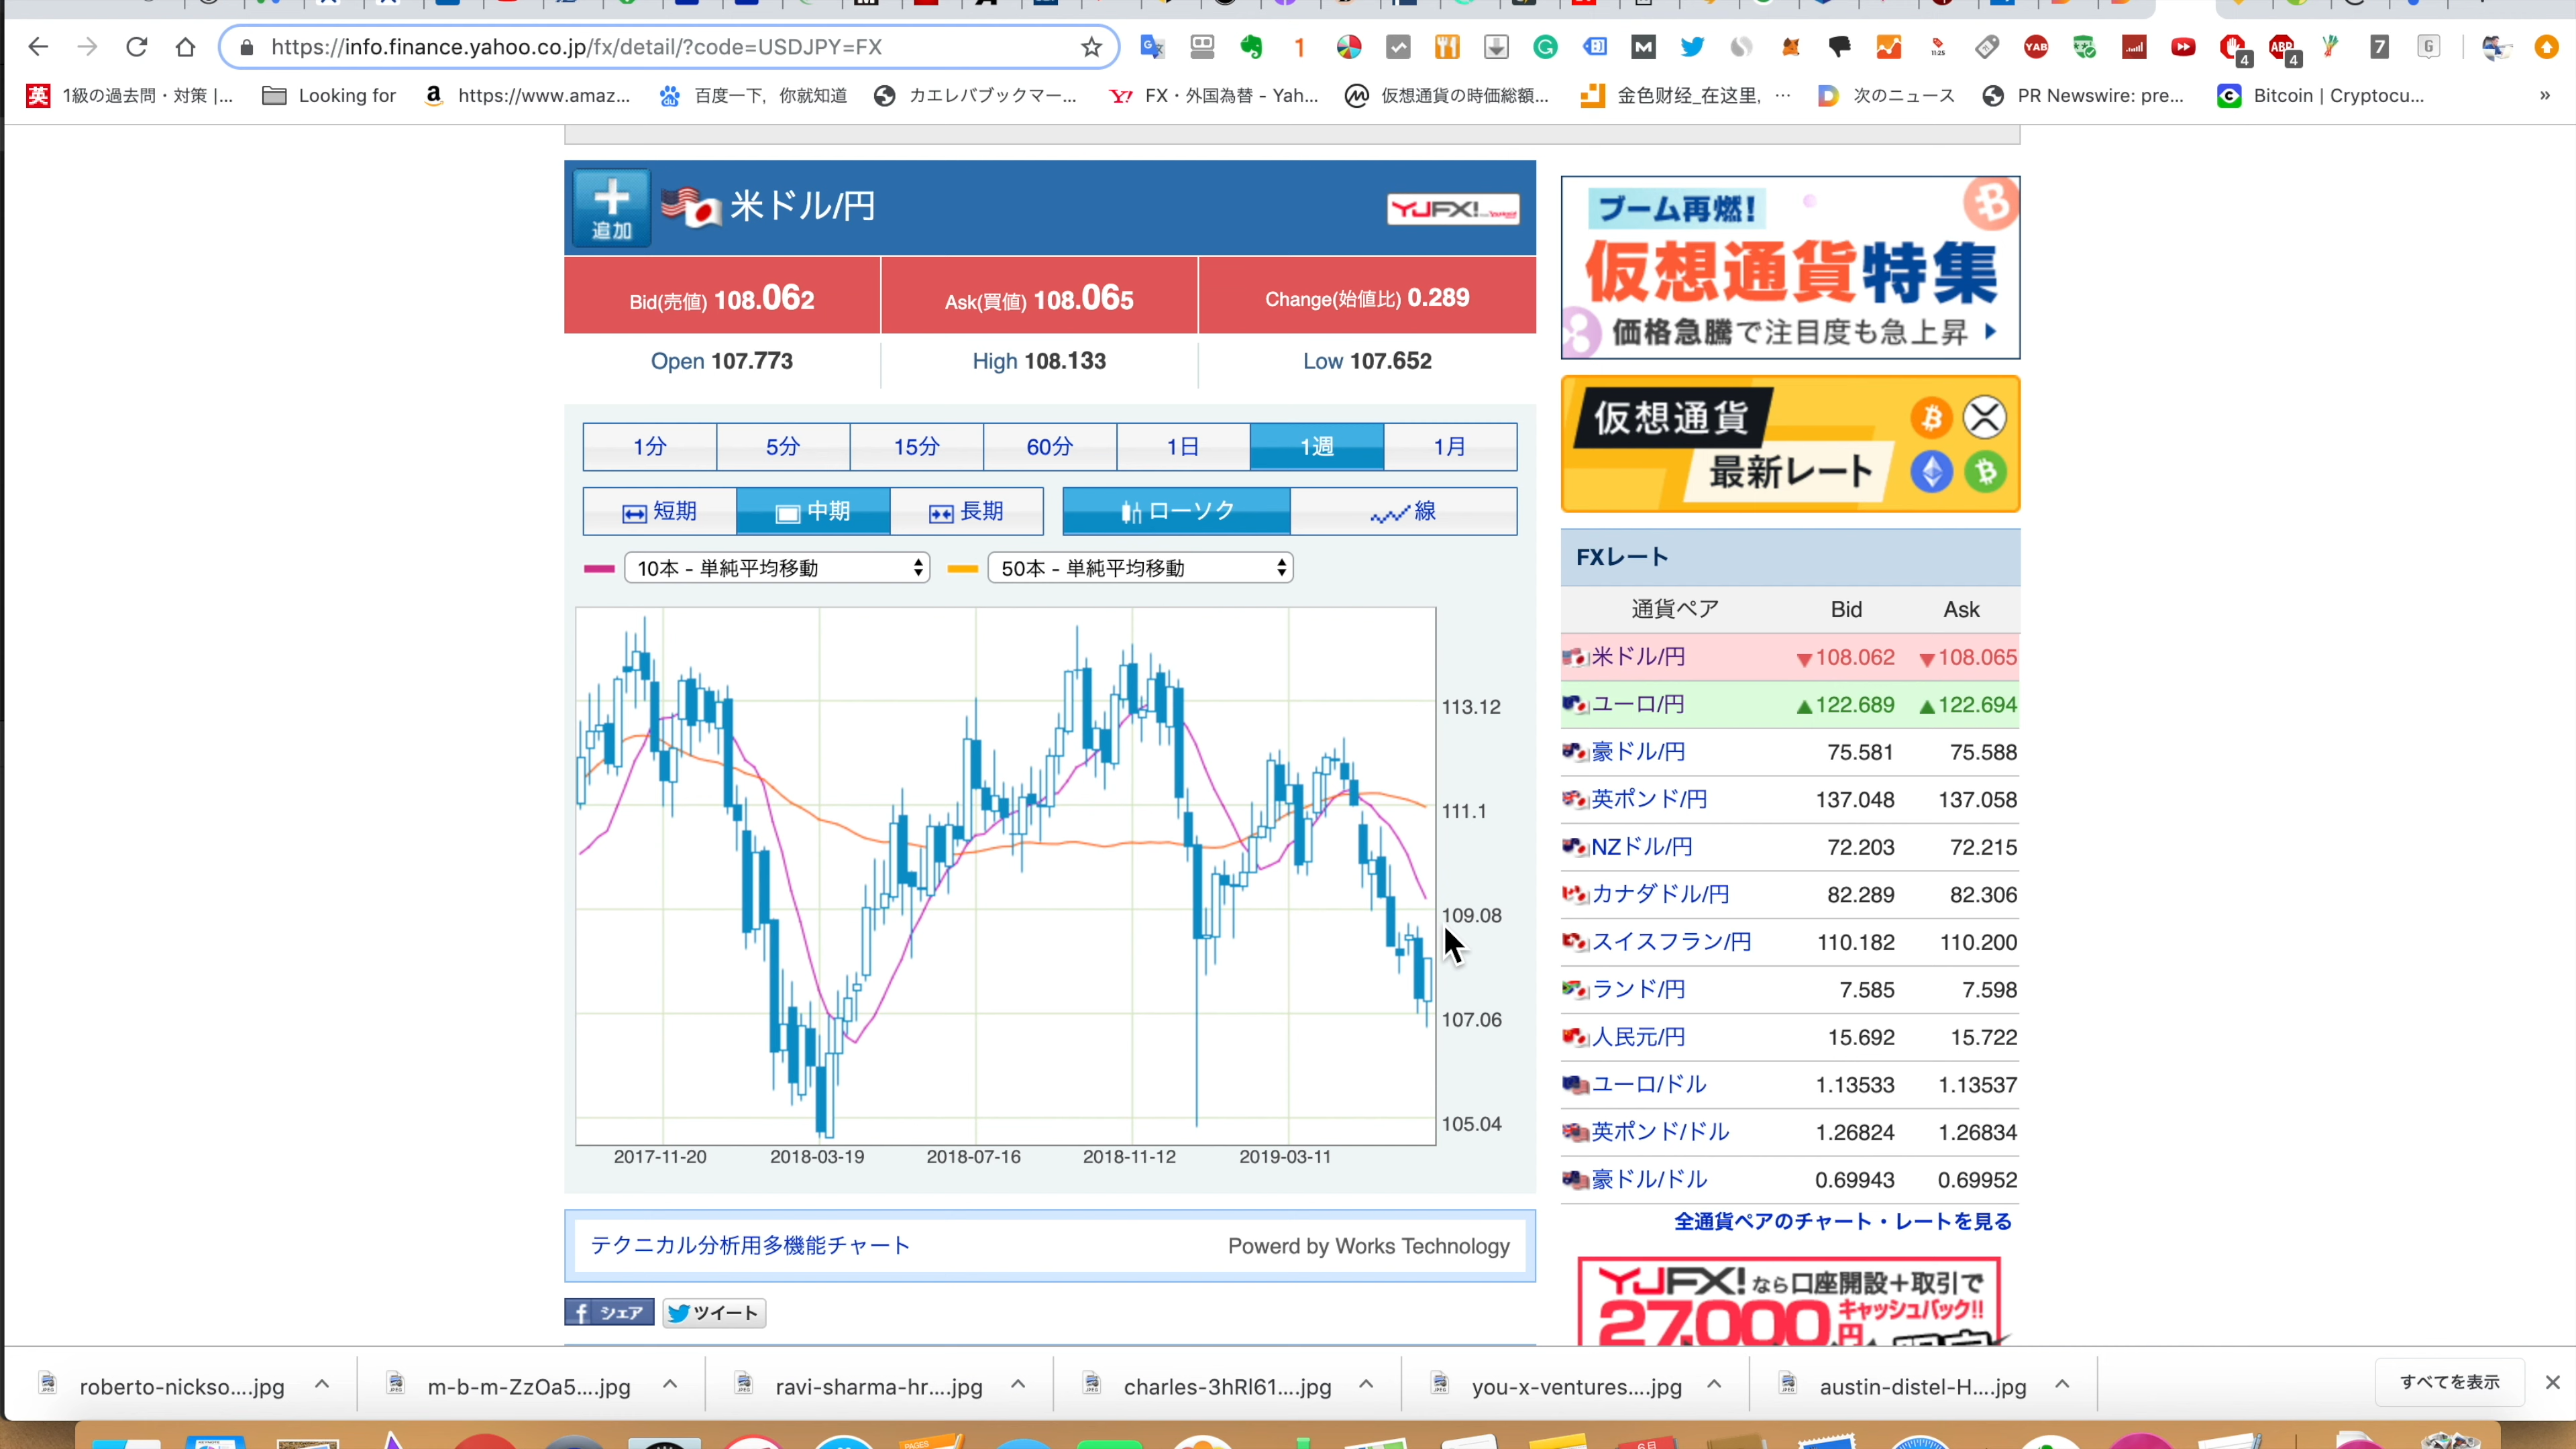 https://info.finance.yahoo.co.jp/fx/detail/?code=USDJPY=FX
1級の過去問・対策 |...
Looking for
https://www.amaz...
百度一下，你就知道
カエレバブックマー...
FX・外国為替 - Yah...
仮想通貨の時価総額...
金色财经_在这里, ...
次のニュース
PR Newswire: pre...
Bitcoin | Cryptocu...
»
追加
米ドル/円
YJFX!
Bid(売値) 108.062
Ask(買値) 108.065
Change(始値比) 0.289
Open 107.773
High 108.133
Low 107.652
1分
5分
15分
60分
1日
1週
1月
短期
中期
長期
ローソク
線
10本 - 単純平均移動
50本 - 単純平均移動
113.12
111.1
109.08
107.06
105.04
2017-11-20
2018-03-19
2018-07-16
2018-11-12
2019-03-11
テクニカル分析用多機能チャート
Powerd by Works Technology
シェア
ツイート
ブーム再燃!
仮想通貨特集
価格急騰で注目度も急上昇
仮想通貨
最新レート
FXレート
通貨ペア Bid Ask
米ドル/円 ▼108.062 ▼108.065
ユーロ/円 ▲122.689 ▲122.694
豪ドル/円 75.581 75.588
英ポンド/円 137.048 137.058
NZドル/円 72.203 72.215
カナダドル/円 82.289 82.306
スイスフラン/円 110.182 110.200
ランド/円 7.585 7.598
人民元/円 15.692 15.722
ユーロ/ドル 1.13533 1.13537
英ポンド/ドル 1.26824 1.26834
豪ドル/ドル 0.69943 0.69952
全通貨ペアのチャート・レートを見る
YJFX!なら口座開設+取引で
27,000円
キャッシュバック!!
roberto-nickso....jpg
m-b-m-ZzOa5....jpg
ravi-sharma-hr....jpg
charles-3hRl61....jpg
you-x-ventures....jpg
austin-distel-H....jpg
すべてを表示
PAGES
6月